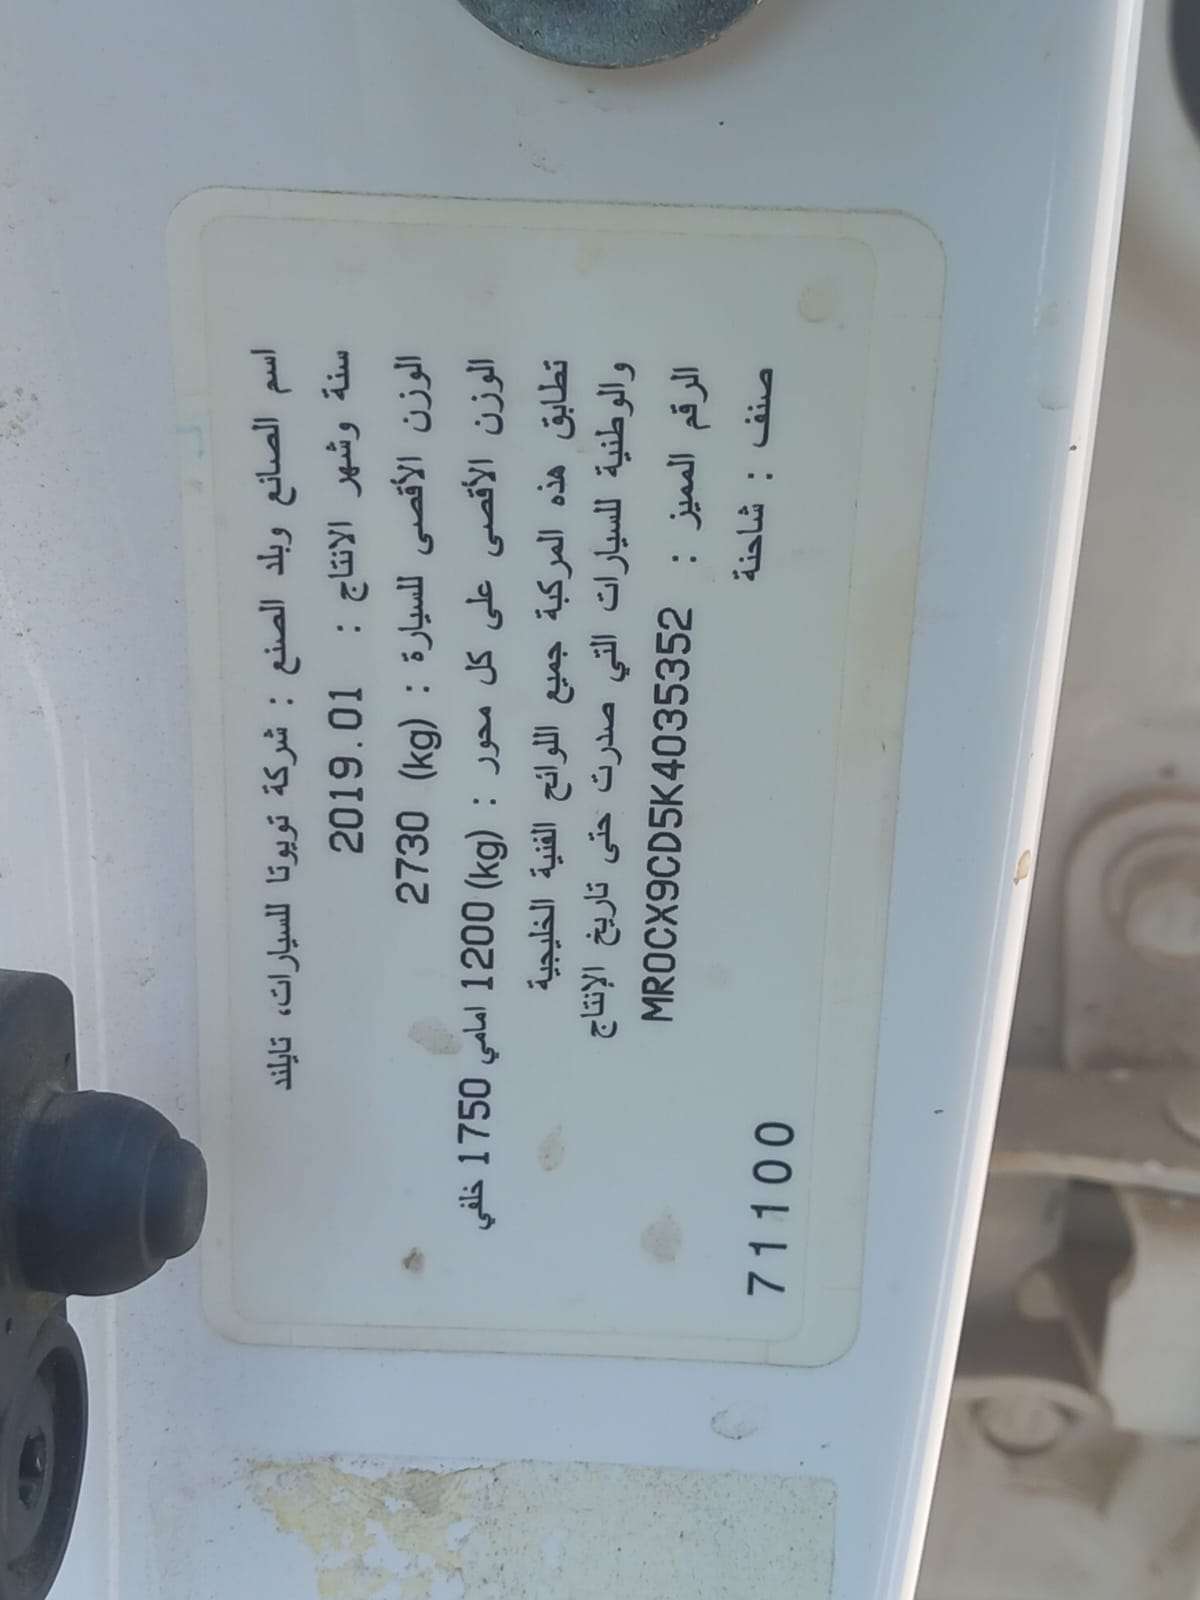 اسم الصانع وبلد الصنع : شركة تويوتا للسيارات، تايلند
سنة وشهر الانتاج : 2019.01
الوزن الأقصى للسيارة : (kg) 2730
الوزن الأقصى على كل محور : (kg) 1200 امامي 1750 خلفي
تطابق هذه المركبة جميع اللوائح الفنية الخليجية
والوطنية للسيارات التي صدرت حتى تاريخ الإنتاج
الرقم المميز : MR0CX9CD5K4035352
صنف : شاحنة
71100